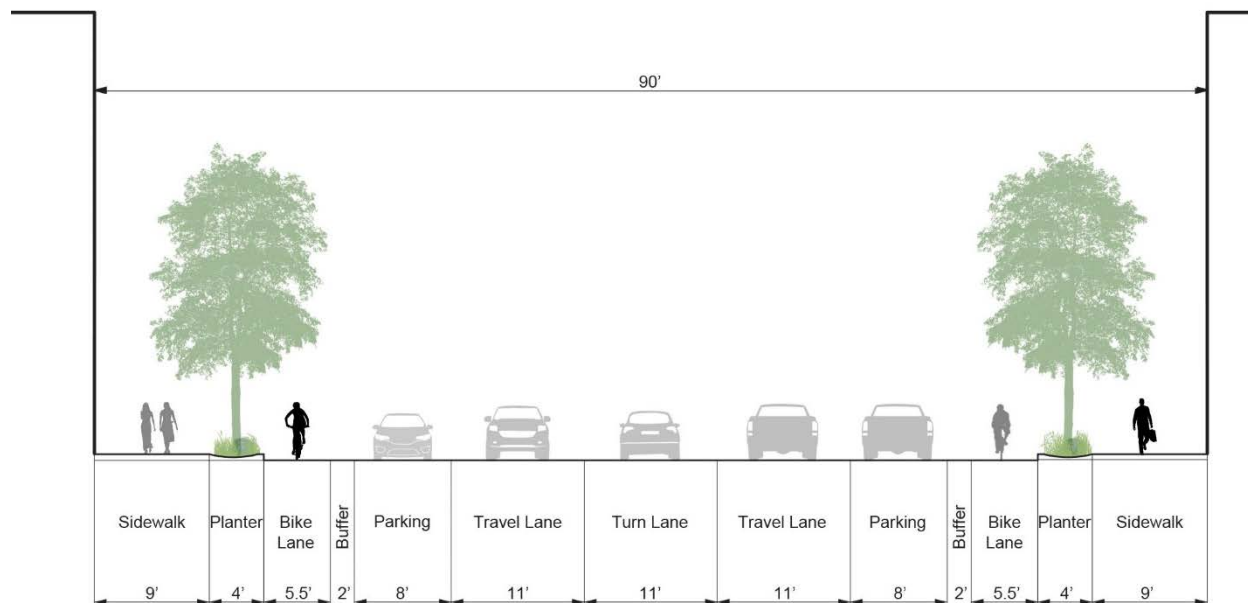 90’
Sidewalk
Planter
Bike
Lane
Buffer
Parking
Travel Lane
Turn Lane
Travel Lane
Parking
Buffer
Bike
Lane
Planter
Sidewalk
9’
4’
5.5’
2’
8’
11’
11’
11’
8’
2’
5.5’
4’
9’